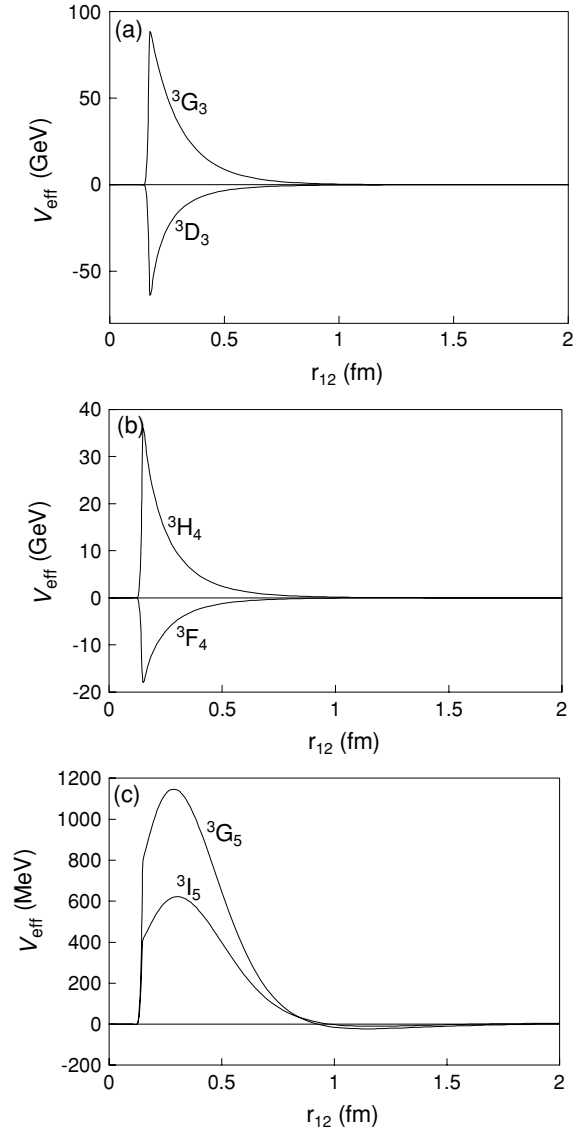 (a)
100
50
0
-50
V_eff (GeV)
³G₃
³D₃
0 0.5 1 1.5 2
r₁₂ (fm)
(b)
40
30
20
10
0
-10
-20
V_eff (GeV)
³H₄
³F₄
0 0.5 1 1.5 2
r₁₂ (fm)
(c)
1200
1000
800
600
400
200
0
-200
V_eff (MeV)
³G₅
³I₅
0 0.5 1 1.5 2
r₁₂ (fm)